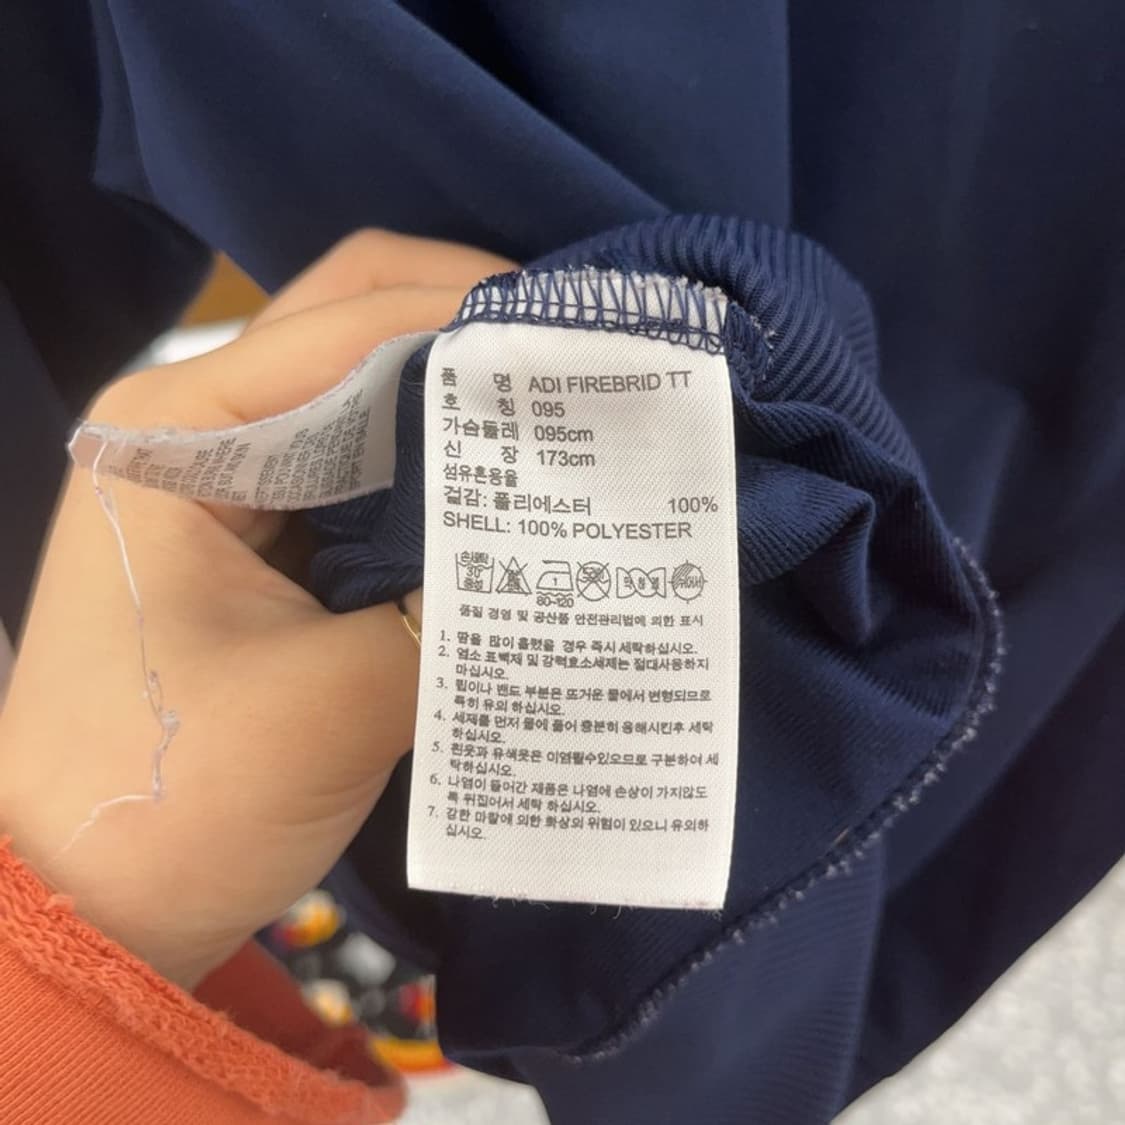 품 명 ADI FIREBRID TT
호 칭 095
가슴둘레 095cm
신 장 173cm
섬유혼용율
겉감: 폴리에스터 100%
SHELL: 100% POLYESTER
손세탁
30°
중성
1
80~120
품질 경영 및 공산품 안전관리법에 의한 표시
1. 땀을 많이 흘렸을 경우 즉시 세탁하십시오.
2. 염소 표백제 및 강력효소세제는 절대사용하지
마십시오.
3. 립이나 밴드 부분은 뜨거운 물에서 변형되므로
특히 유의 하십시오.
4. 세제를 먼저 물에 풀어 충분히 용해시킨후 세탁
하십시오.
5. 흰옷과 유색옷은 이염될수있으므로 구분하여 세
탁하십시오.
6. 나염이 들어간 제품은 나염에 손상이 가지않도
록 뒤집어서 세탁 하십시오.
7. 강한 마찰에 의한 화상의 위험이 있으니 유의하
십시오.